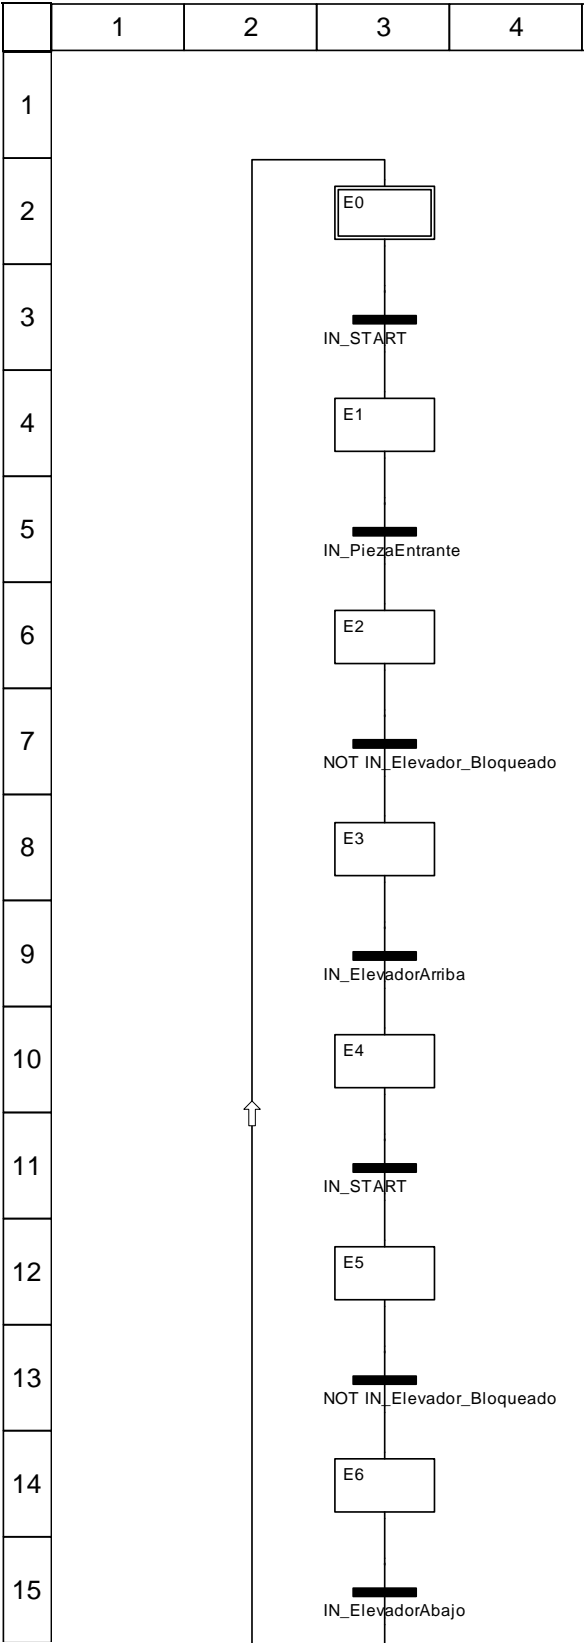 1 2 3 4
1
2
E0
3
IN_START
4
E1
5
IN_PiezaEntrante
6
E2
7
NOT IN_Elevador_Bloqueado
8
E3
9
IN_ElevadorArriba
10
E4
11
IN_START
12
E5
13
NOT IN_Elevador_Bloqueado
14
E6
15
IN_ElevadorAbajo